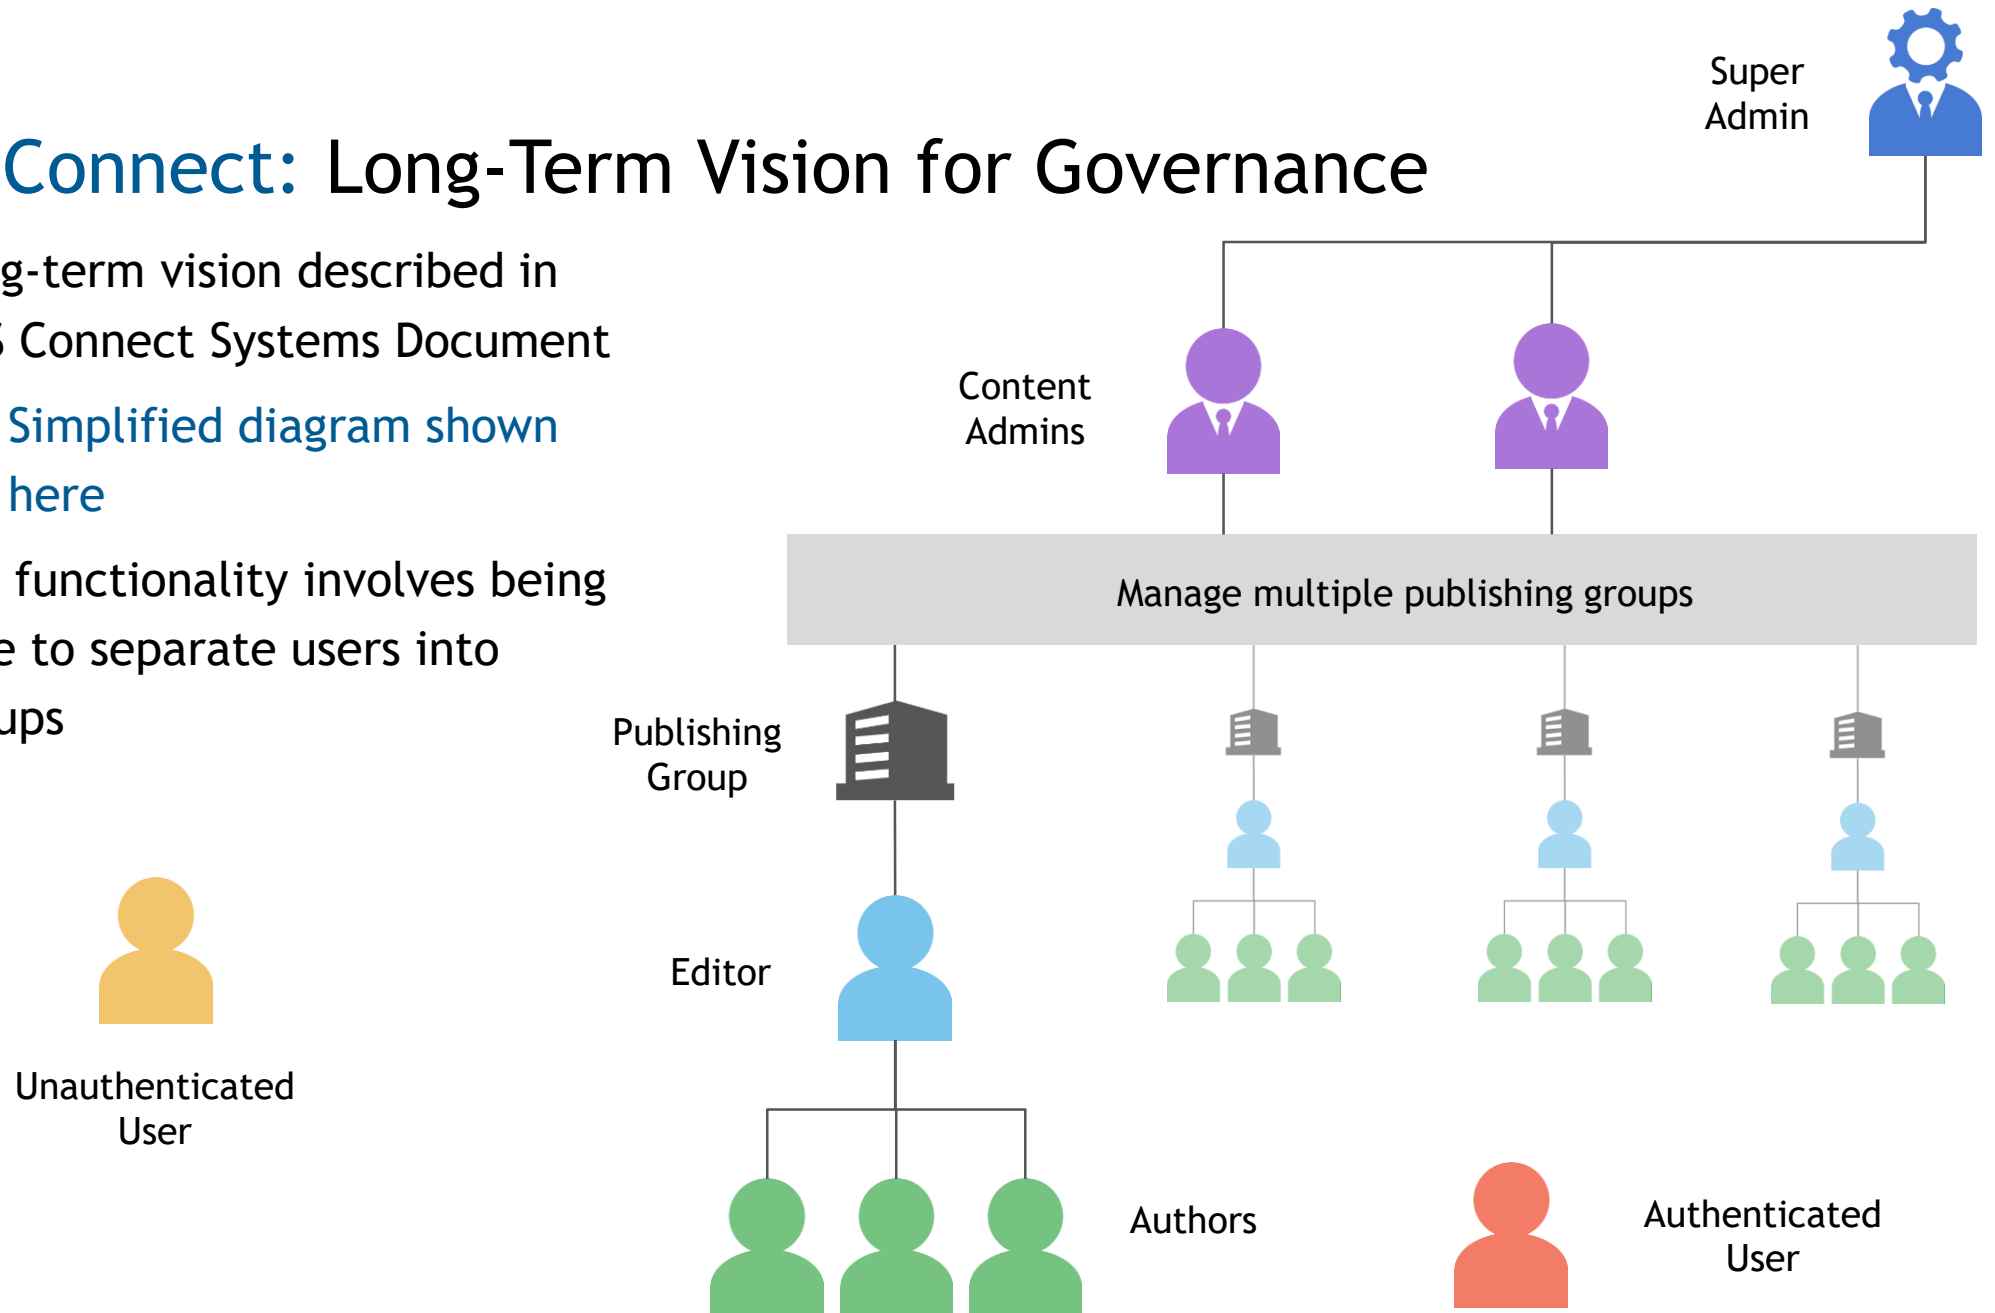 Super
Admin
Connect: Long-Term Vision for Governance
g-term vision described in
Connect Systems Document
Simplified diagram shown
here
functionality involves being
e to separate users into
ups
Content
Admins
Manage multiple publishing groups
Publishing
Group
Editor
Unauthenticated
User
Authors
Authenticated
User